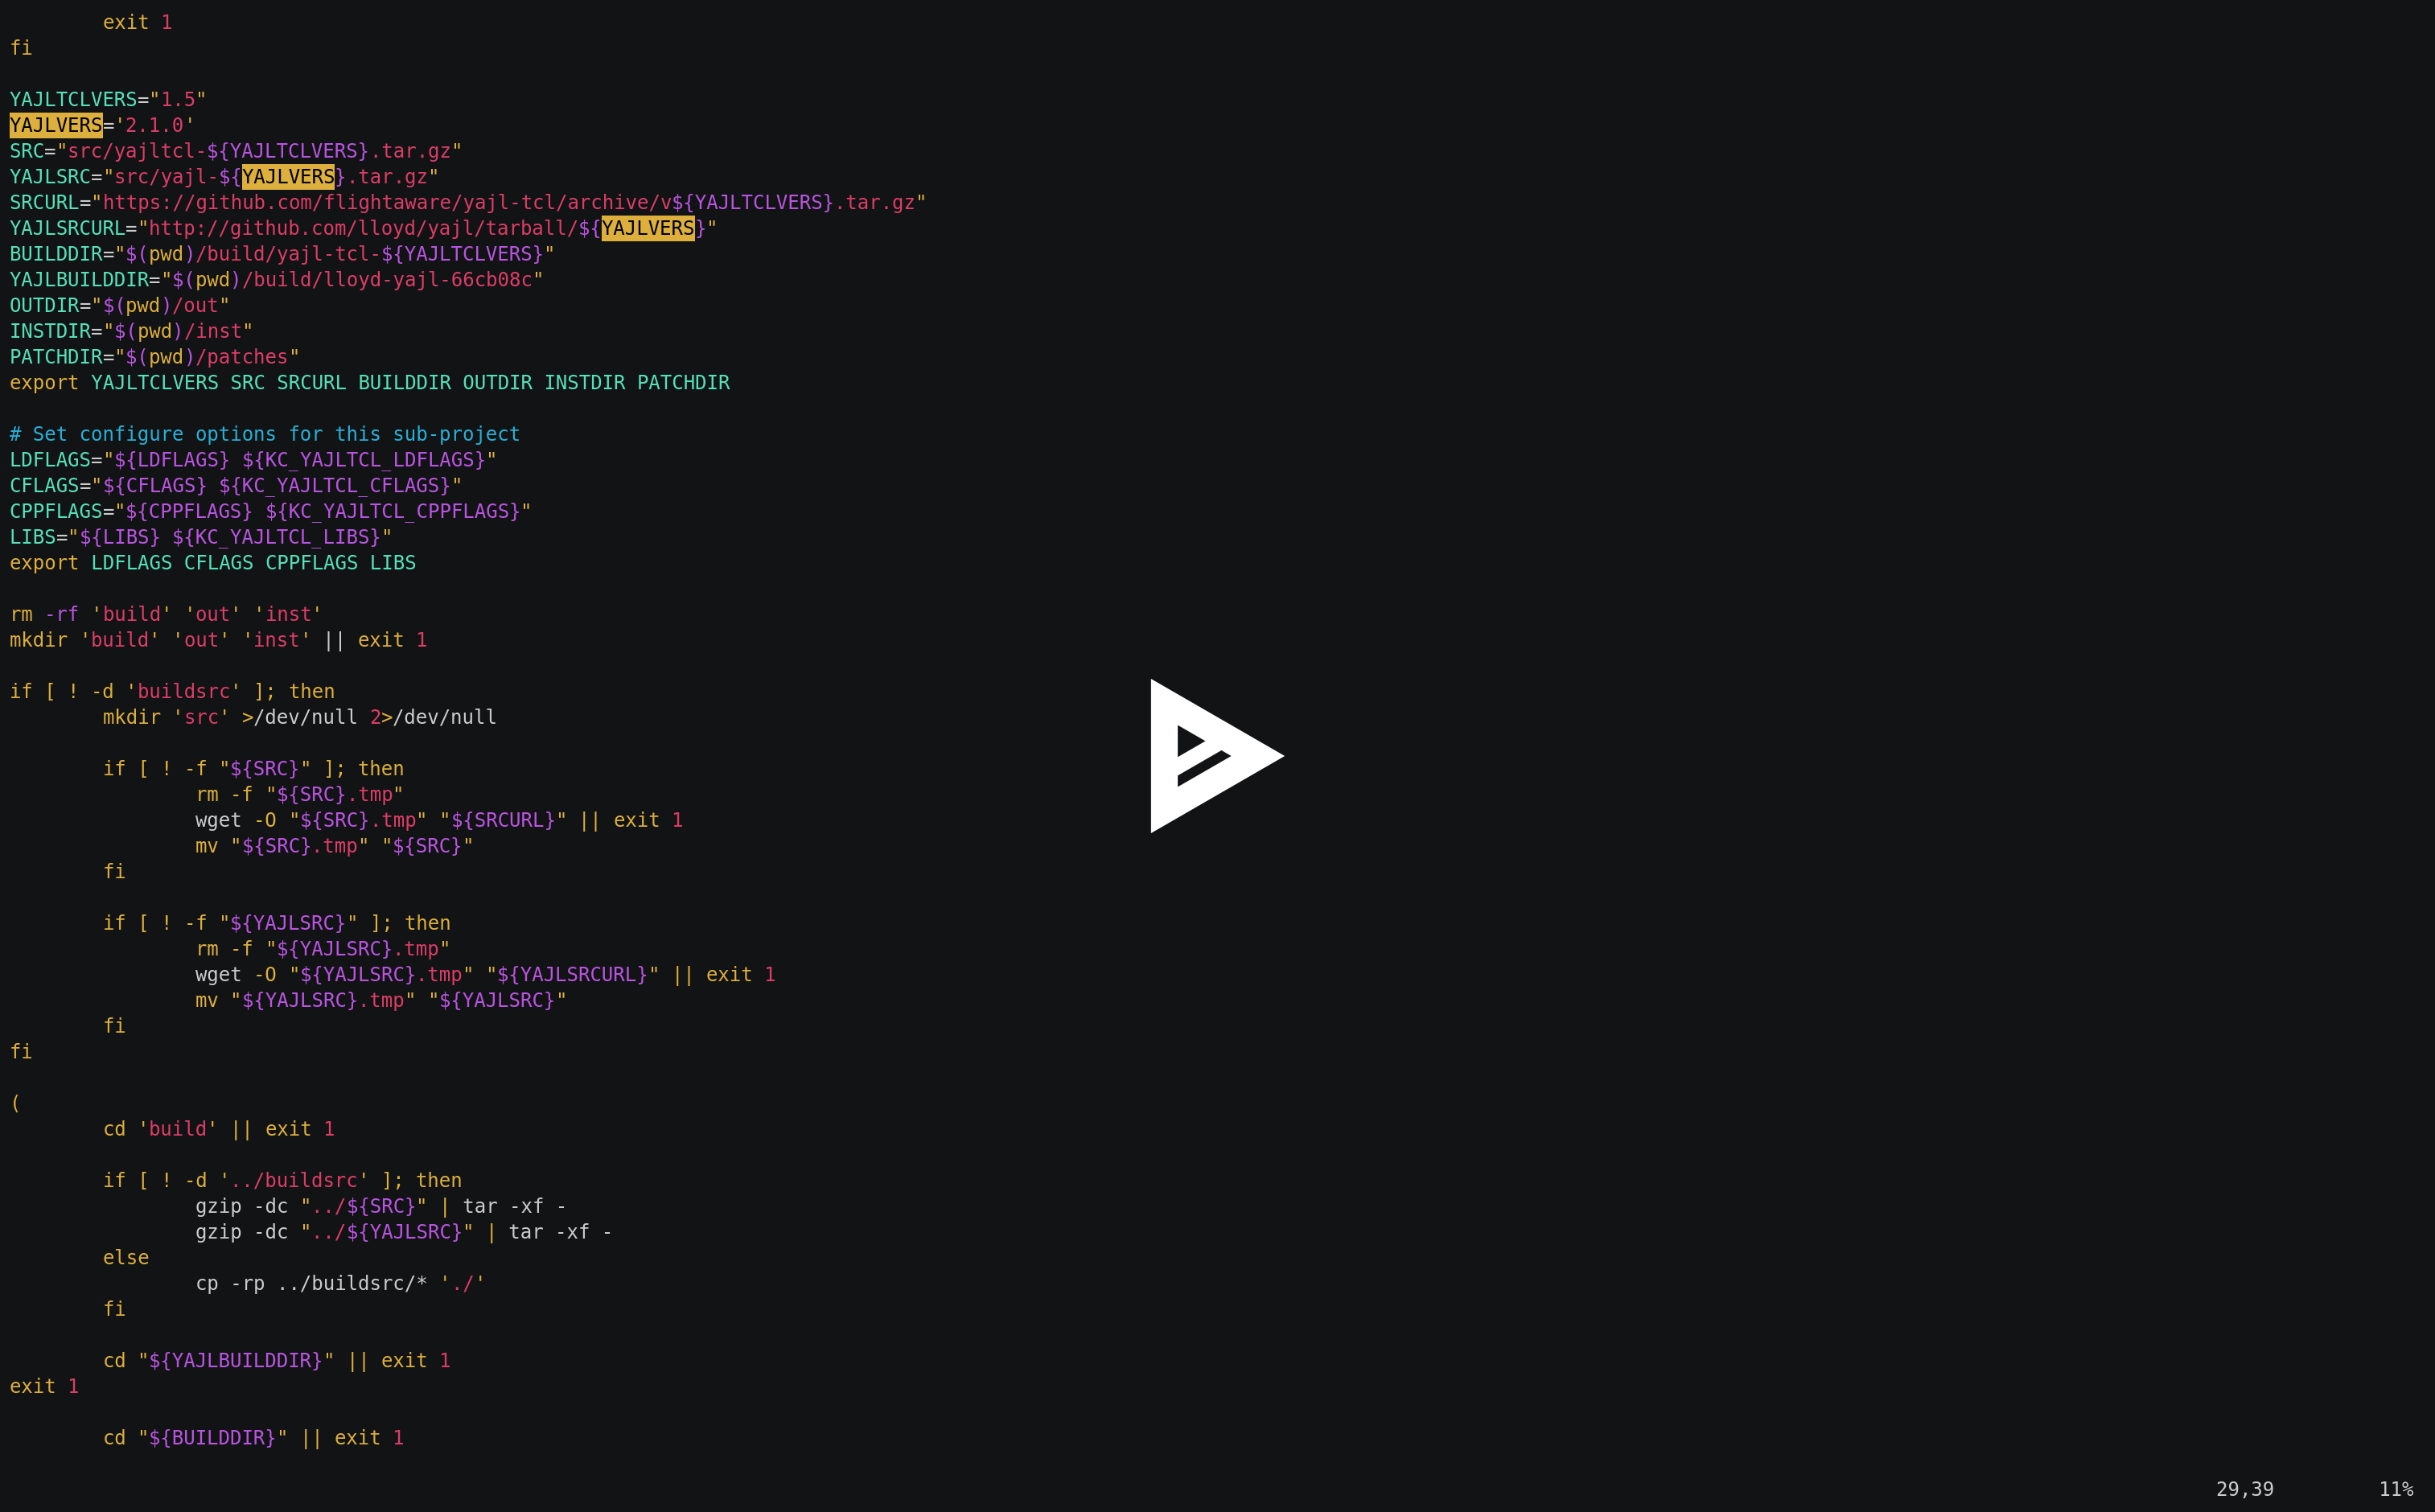 exit 1
fi

YAJLTCLVERS="1.5"
YAJLVERS='2.1.0'
SRC="src/yajltcl-${YAJLTCLVERS}.tar.gz"
YAJLSRC="src/yajl-${YAJLVERS}.tar.gz"
SRCURL="https://github.com/flightaware/yajl-tcl/archive/v${YAJLTCLVERS}.tar.gz"
YAJLSRCURL="http://github.com/lloyd/yajl/tarball/${YAJLVERS}"
BUILDDIR="$(pwd)/build/yajl-tcl-${YAJLTCLVERS}"
YAJLBUILDDIR="$(pwd)/build/lloyd-yajl-66cb08c"
OUTDIR="$(pwd)/out"
INSTDIR="$(pwd)/inst"
PATCHDIR="$(pwd)/patches"
export YAJLTCLVERS SRC SRCURL BUILDDIR OUTDIR INSTDIR PATCHDIR

# Set configure options for this sub-project
LDFLAGS="${LDFLAGS} ${KC_YAJLTCL_LDFLAGS}"
CFLAGS="${CFLAGS} ${KC_YAJLTCL_CFLAGS}"
CPPFLAGS="${CPPFLAGS} ${KC_YAJLTCL_CPPFLAGS}"
LIBS="${LIBS} ${KC_YAJLTCL_LIBS}"
export LDFLAGS CFLAGS CPPFLAGS LIBS

rm -rf 'build' 'out' 'inst'
mkdir 'build' 'out' 'inst' || exit 1

if [ ! -d 'buildsrc' ]; then
        mkdir 'src' >/dev/null 2>/dev/null

        if [ ! -f "${SRC}" ]; then
                rm -f "${SRC}.tmp"
                wget -O "${SRC}.tmp" "${SRCURL}" || exit 1
                mv "${SRC}.tmp" "${SRC}"
        fi

        if [ ! -f "${YAJLSRC}" ]; then
                rm -f "${YAJLSRC}.tmp"
                wget -O "${YAJLSRC}.tmp" "${YAJLSRCURL}" || exit 1
                mv "${YAJLSRC}.tmp" "${YAJLSRC}"
        fi
fi

(
        cd 'build' || exit 1

        if [ ! -d '../buildsrc' ]; then
                gzip -dc "../${SRC}" | tar -xf -
                gzip -dc "../${YAJLSRC}" | tar -xf -
        else
                cp -rp ../buildsrc/* './'
        fi

        cd "${YAJLBUILDDIR}" || exit 1
exit 1

        cd "${BUILDDIR}" || exit 1

29,39         11%